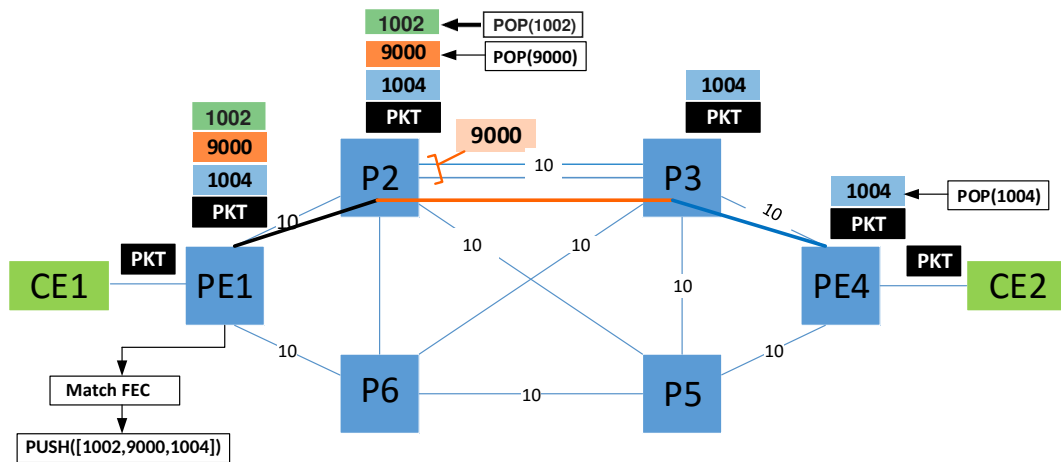 1002
POP(1002)
9000
POP(9000)
1004
PKT
1002
9000
1004
PKT
9000
1004
PKT
P2
10
P3
1004
POP(1004)
PKT
10
10
PKT
CE1
PE1
10
10
PE4
PKT
CE2
10
10
10
Match FEC
P6
10
P5
PUSH([1002,9000,1004])